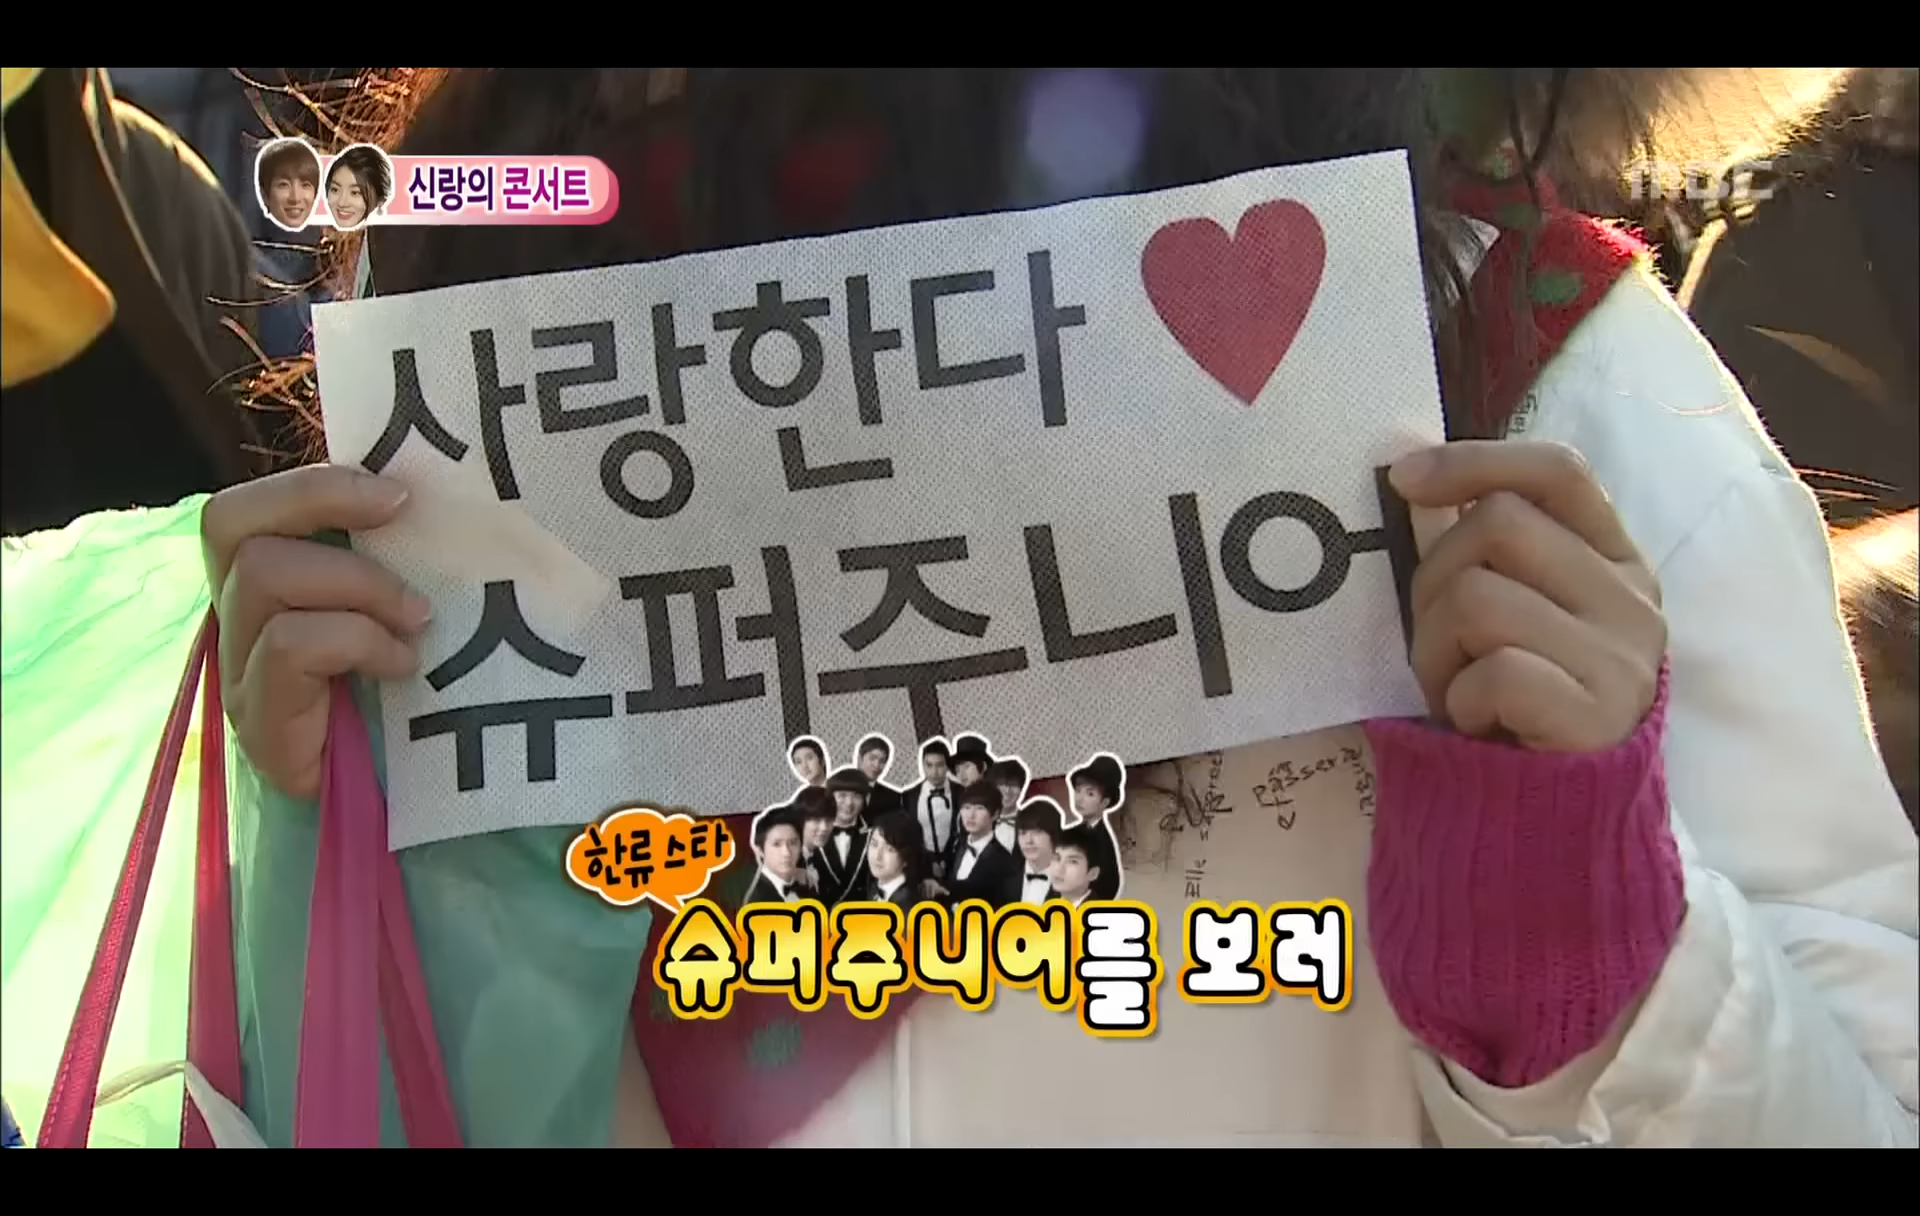 신랑의 콘서트
MBC
사랑한다 ♥
슈퍼주니어
한류스타
슈퍼주니어를 보러